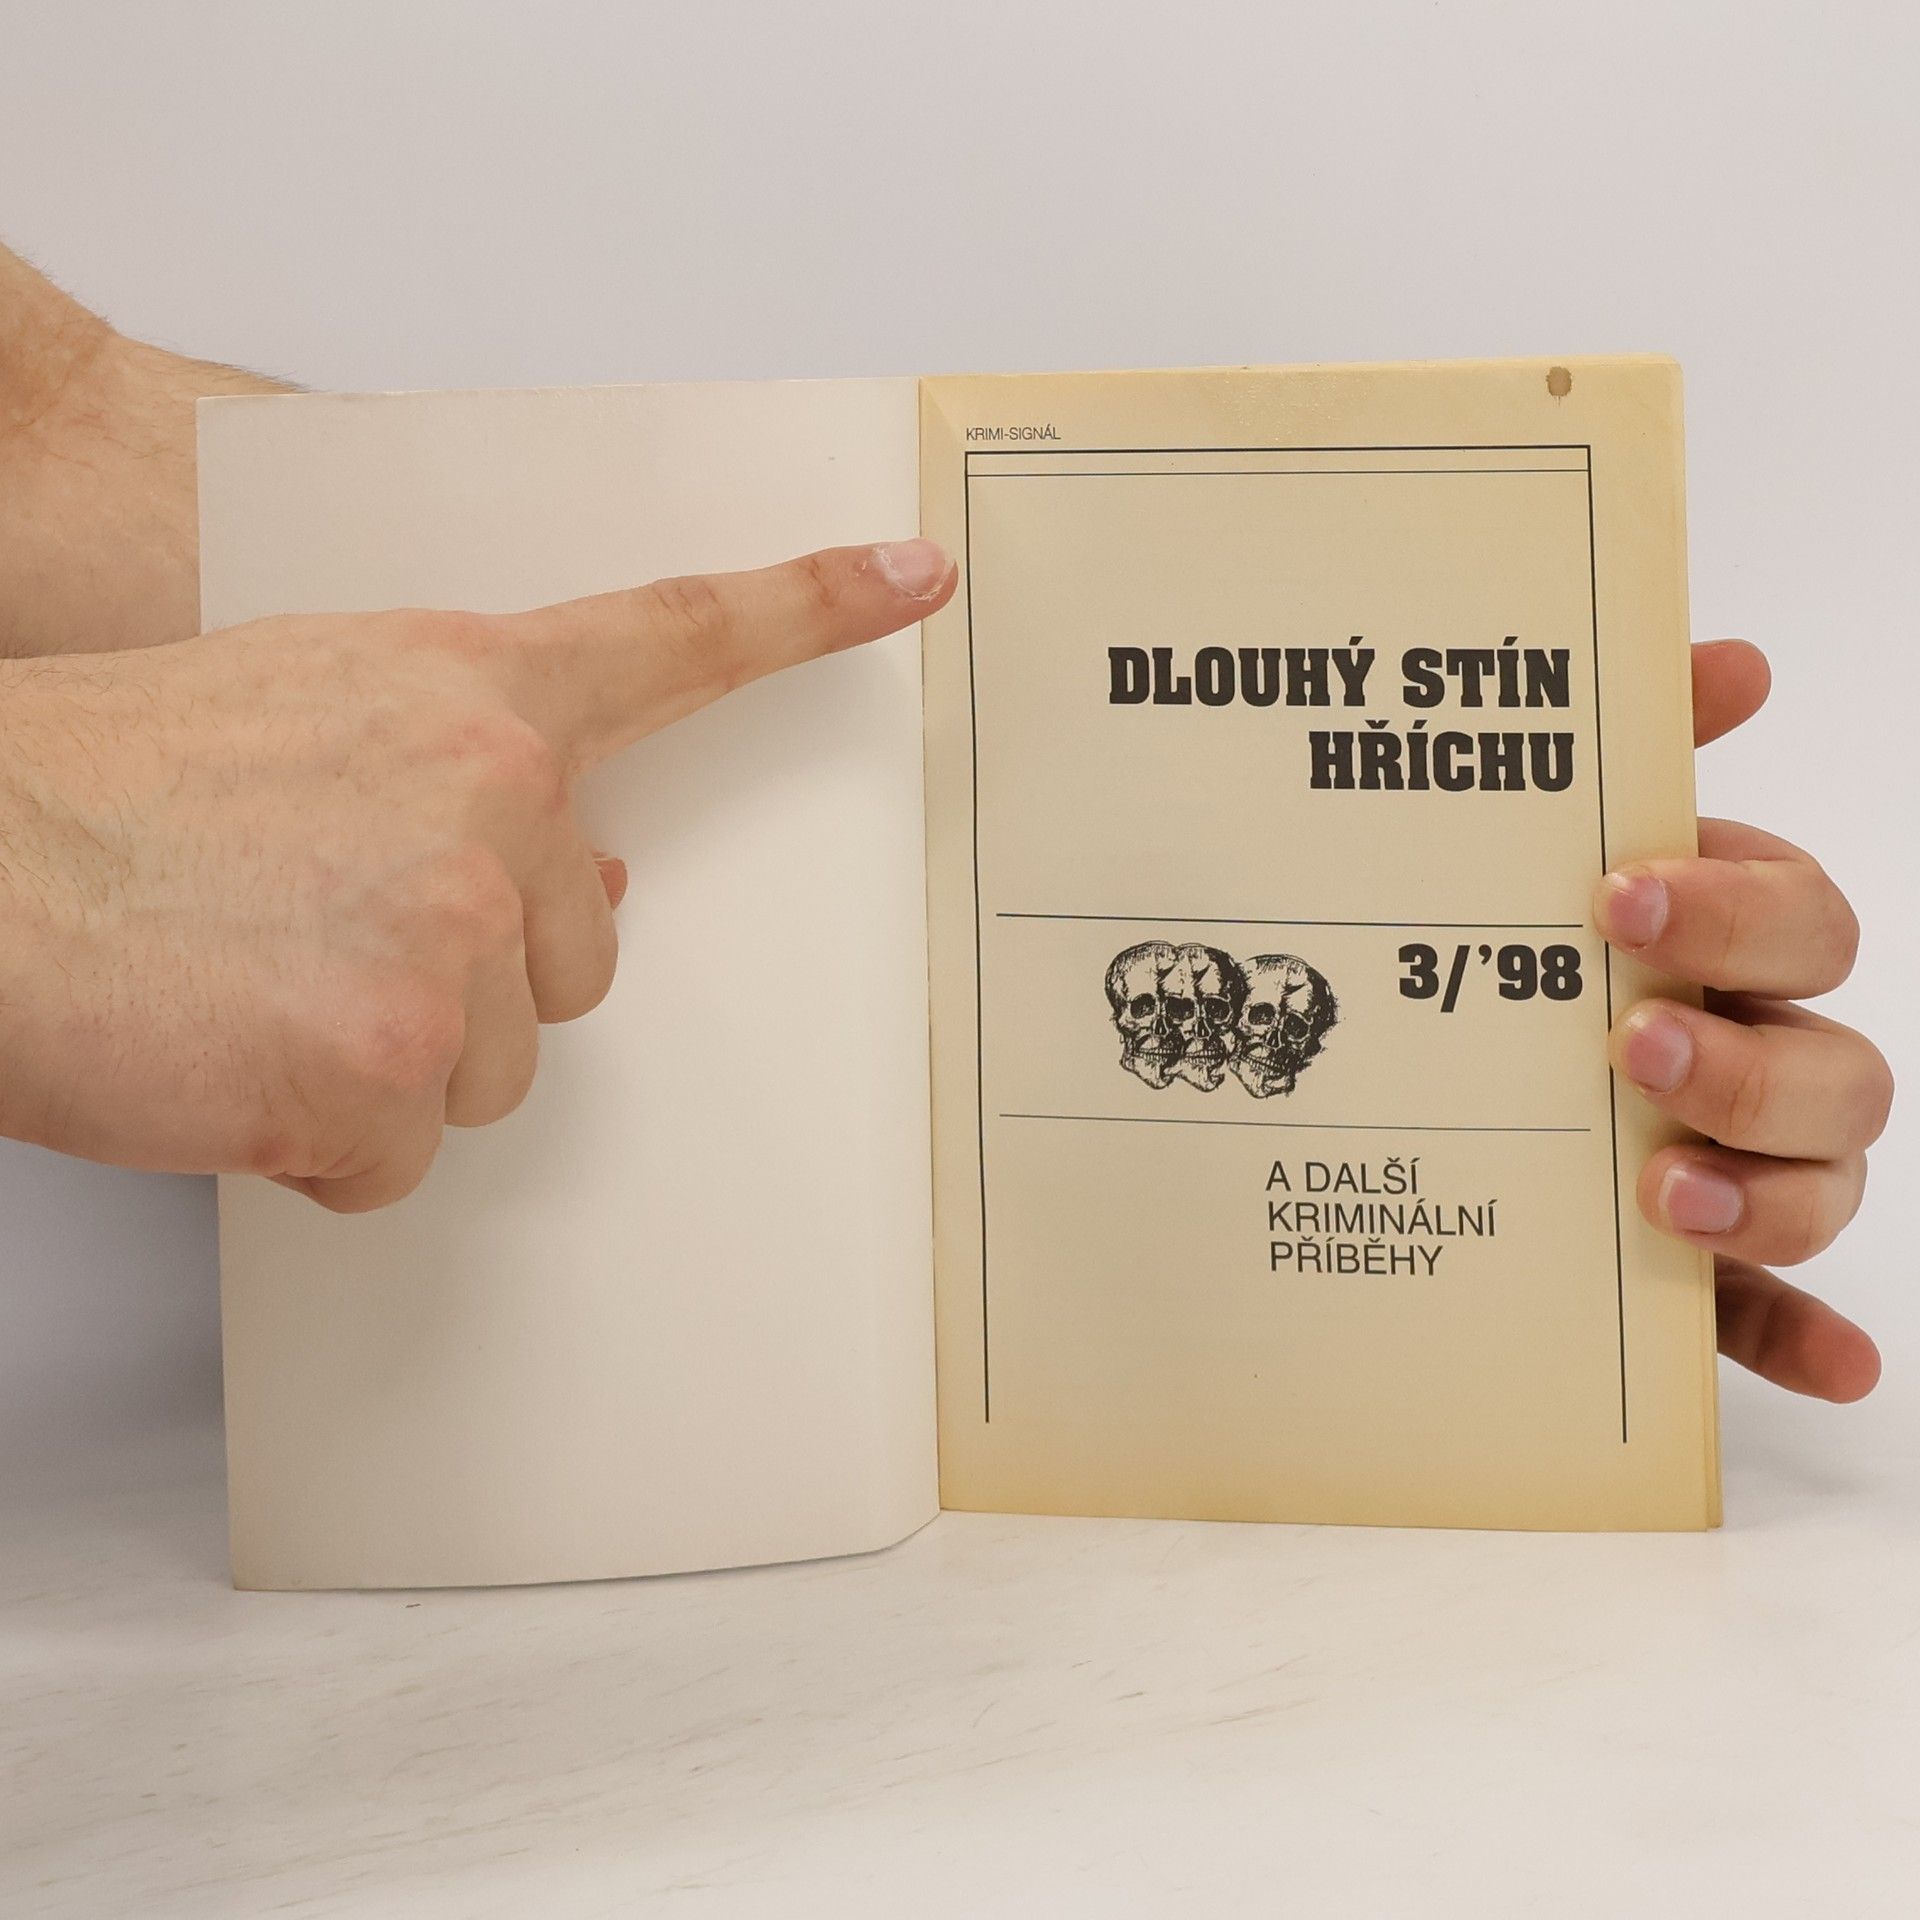 KRIMI-SIGNÁL
DLOUHÝ STÍN
HŘÍCHU
3/’98
A DALŠÍ
KRIMINÁLNÍ
PŘÍBĚHY